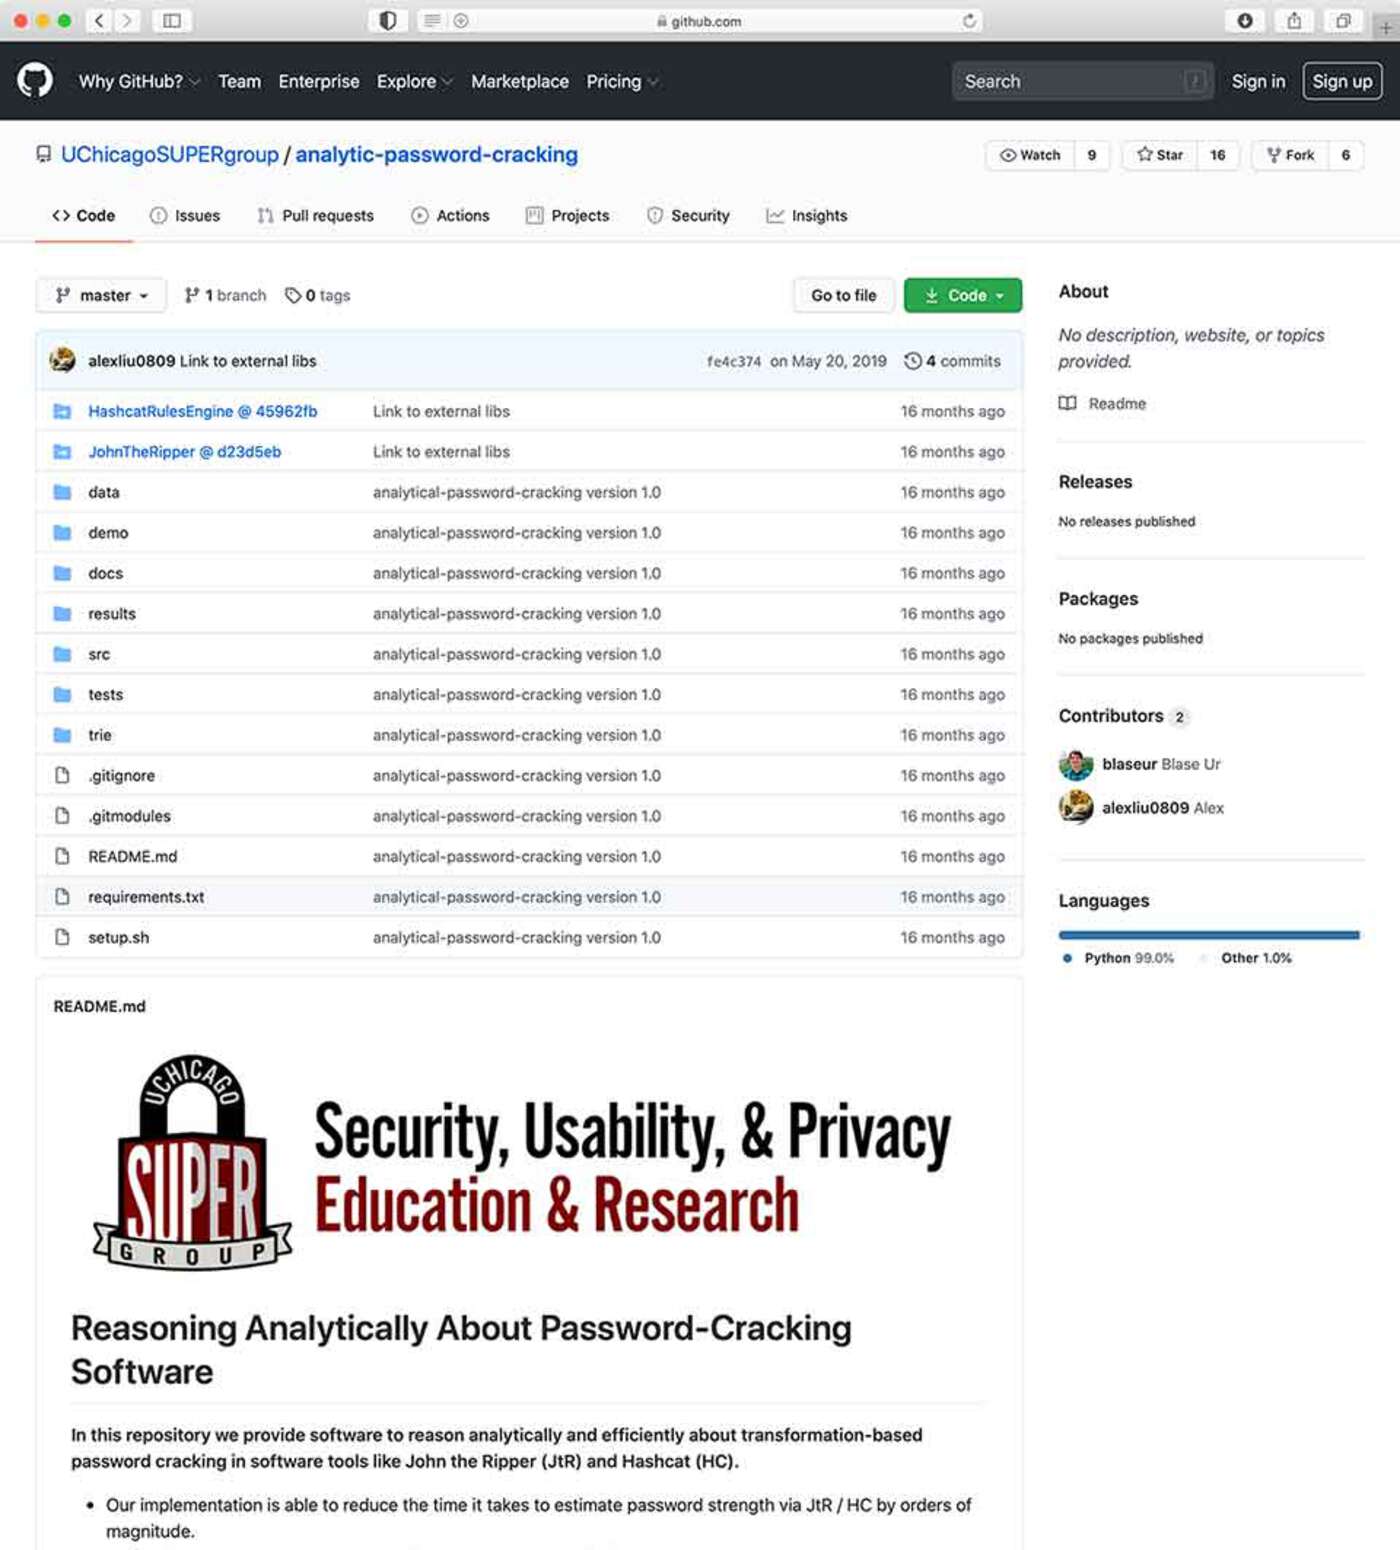 github.com
Why GitHub? Team Enterprise Explore Marketplace Pricing Search / Sign in Sign up
UChicagoSUPERgroup / analytic-password-cracking Watch 9 Star 16 Fork 6
Code Issues Pull requests Actions Projects Security Insights
master 1 branch 0 tags Go to file Code
alexliu0809 Link to external libs fe4c374 on May 20, 2019 4 commits
HashcatRulesEngine @ 45962fb Link to external libs 16 months ago
JohnTheRipper @ d23d5eb Link to external libs 16 months ago
data analytical-password-cracking version 1.0 16 months ago
demo analytical-password-cracking version 1.0 16 months ago
docs analytical-password-cracking version 1.0 16 months ago
results analytical-password-cracking version 1.0 16 months ago
src analytical-password-cracking version 1.0 16 months ago
tests analytical-password-cracking version 1.0 16 months ago
trie analytical-password-cracking version 1.0 16 months ago
.gitignore analytical-password-cracking version 1.0 16 months ago
.gitmodules analytical-password-cracking version 1.0 16 months ago
README.md analytical-password-cracking version 1.0 16 months ago
requirements.txt analytical-password-cracking version 1.0 16 months ago
setup.sh analytical-password-cracking version 1.0 16 months ago
About
No description, website, or topics
provided.
Readme
Releases
No releases published
Packages
No packages published
Contributors 2
blaseur Blase Ur
alexliu0809 Alex
Languages
Python 99.0% Other 1.0%
README.md
UCHICAGO
SUPER
GROUP
Security, Usability, & Privacy
Education & Research
Reasoning Analytically About Password-Cracking
Software
In this repository we provide software to reason analytically and efficiently about transformation-based
password cracking in software tools like John the Ripper (JtR) and Hashcat (HC).
• Our implementation is able to reduce the time it takes to estimate password strength via JtR / HC by orders of
magnitude.